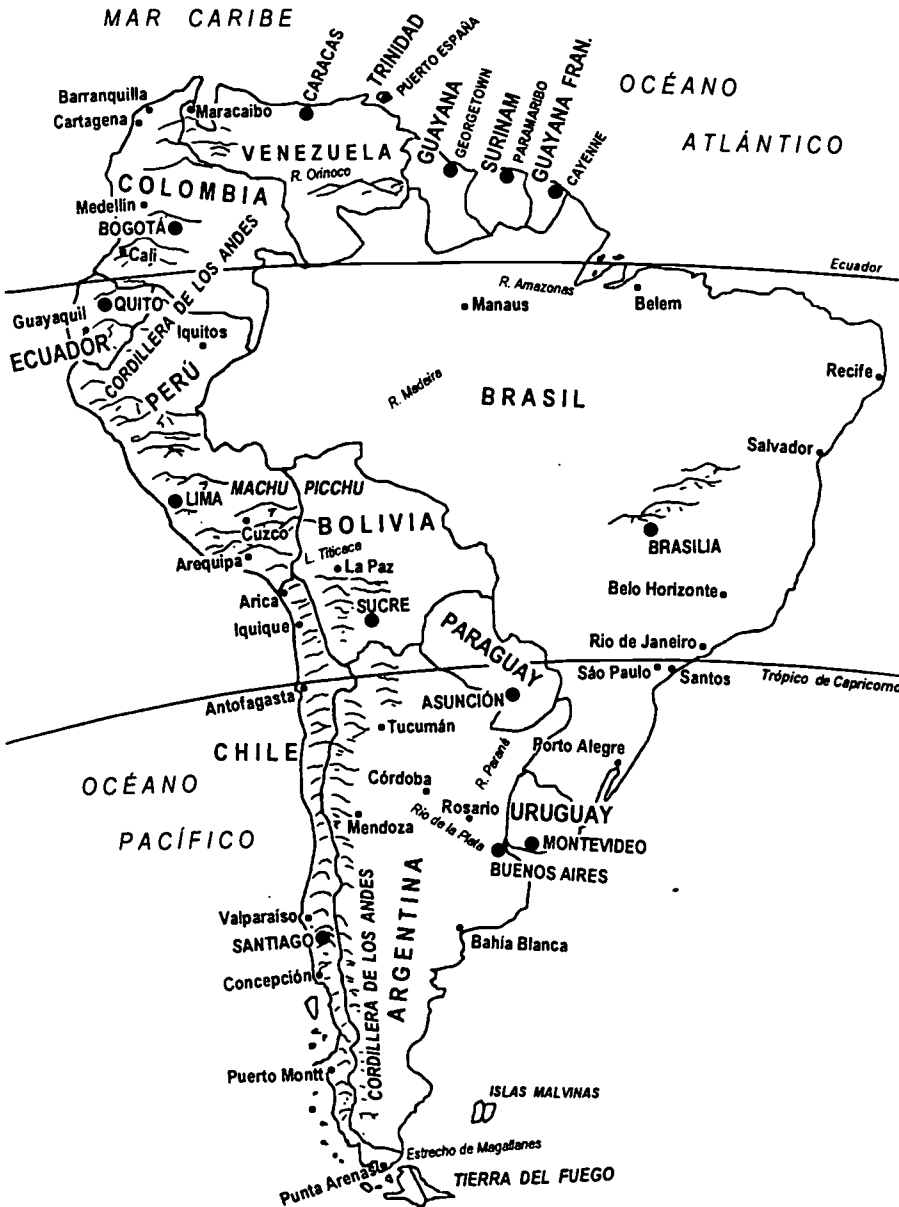 MAR CARIBE
OCÉANO
ATLÁNTICO
Barranquilla
Cartagena
Maracaibo
CARACAS
TRINIDAD
PUERTO ESPAÑA
GUAYANA
GEORGETOWN
SURINAM
PARAMARIBO
GUAYANA FRAN.
CAYENNE
VENEZUELA
R. Orinoco
COLOMBIA
Medellin
BOGOTÁ
Cali
CORDILLERA DE LOS ANDES
Ecuador
R. Amazonas
Manaus
Belem
QUITO
Guayaquil
ECUADOR
Iquitos
PERÚ
R. Madeira
BRASIL
Recife
Salvador
MACHU PICCHU
LIMA
Cuzco
BOLIVIA
L. Titicaca
Arequipa
La Paz
BRASILIA
Arica
SUCRE
Belo Horizonte
Iquique
PARAGUAY
Rio de Janeiro
São Paulo
Santos
Trópico de Capricorno
Antofagasta
ASUNCIÓN
Tucumán
CHILE
R. Paraná
Porto Alegre
OCÉANO
PACÍFICO
Córdoba
Rosario
URUGUAY
Mendoza
Rio de la Plata
MONTEVIDEO
BUENOS AIRES
Valparaíso
SANTIAGO
Concepción
CORDILLERA DE LOS ANDES
ARGENTINA
Bahía Blanca
Puerto Montt
ISLAS MALVINAS
Estrecho de Magallanes
Punta Arenas
TIERRA DEL FUEGO